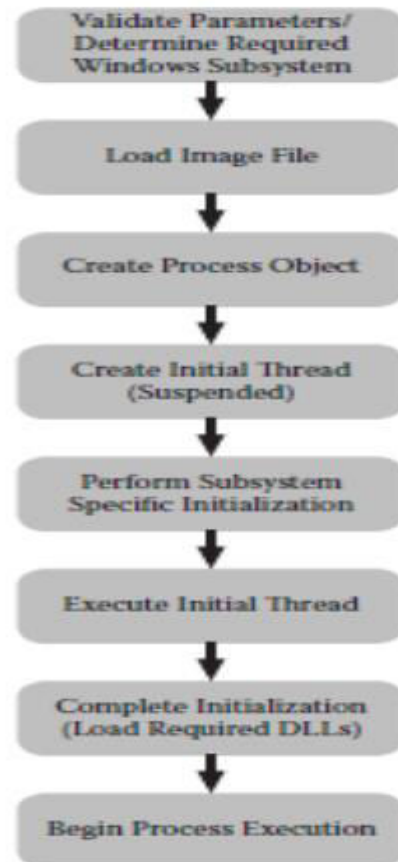 Validate Parameters/
Determine Required
Windows Subsystem
Load Image File
Create Process Object
Create Initial Thread
(Suspended)
Perform Subsystem
Specific Initialization
Execute Initial Thread
Complete Initialization
(Load Required DLLs)
Begin Process Execution